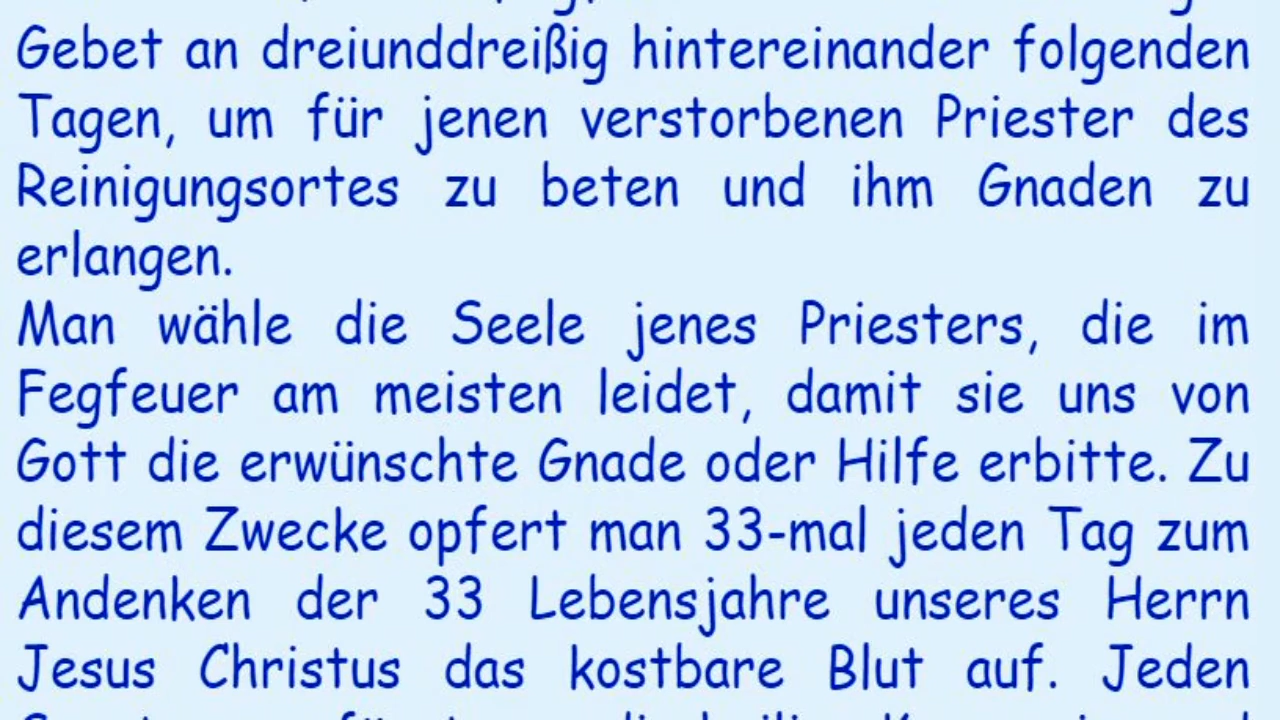 Gebet an dreiunddreißig hintereinander folgenden
Tagen, um für jenen verstorbenen Priester des
Reinigungsortes zu beten und ihm Gnaden zu
erlangen.
Man wähle die Seele jenes Priesters, die im
Fegfeuer am meisten leidet, damit sie uns von
Gott die erwünschte Gnade oder Hilfe erbitte. Zu
diesem Zwecke opfert man 33-mal jeden Tag zum
Andenken der 33 Lebensjahre unseres Herrn
Jesus Christus das kostbare Blut auf. Jeden